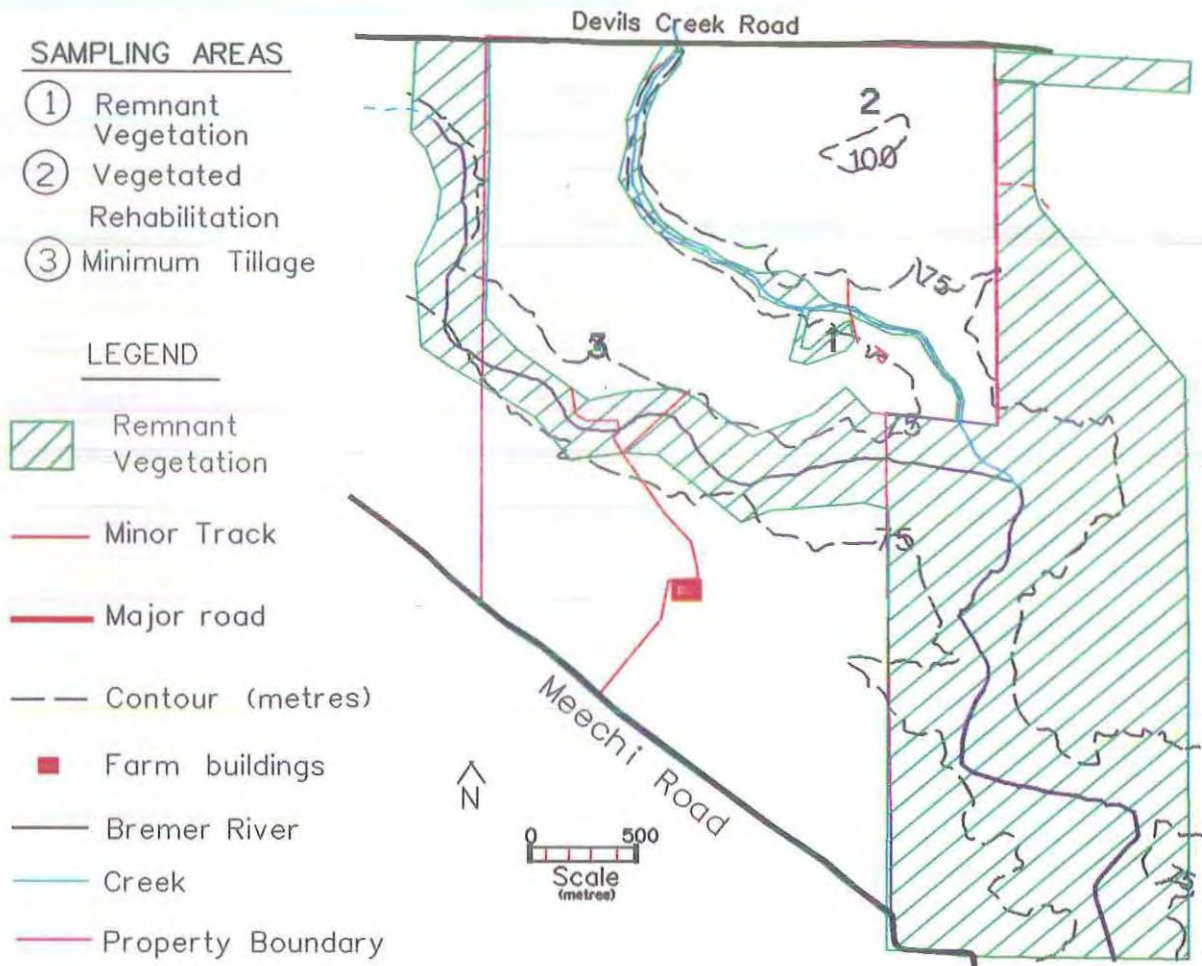 Devils Creek Road
SAMPLING AREAS
1 Remnant
Vegetation
2 Vegetated
Rehabilitation
3 Minimum Tillage
LEGEND
Remnant
Vegetation
Minor Track
Major road
Contour (metres)
Farm buildings
Bremer River
Creek
Property Boundary
2
100
75
1
3
75
75
Meechi Road
N
0 500
Scale
(metres)
75